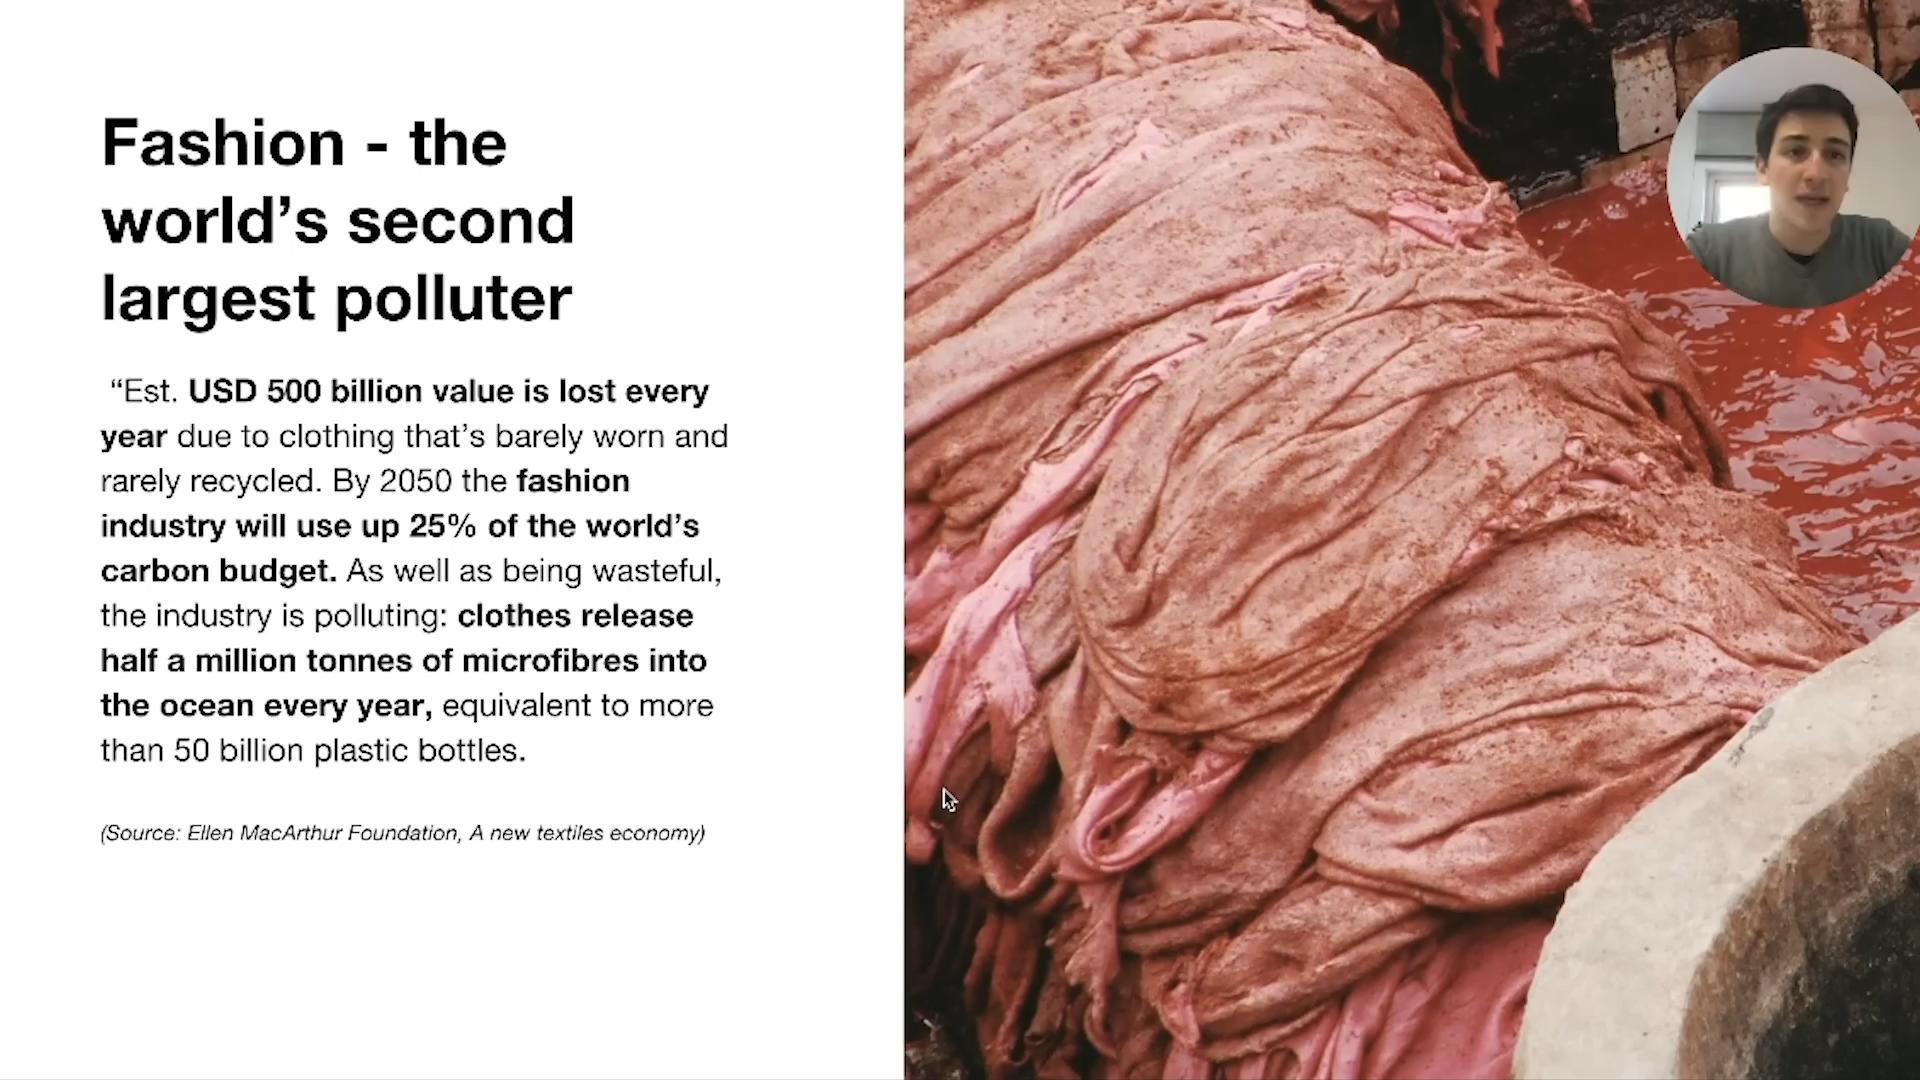 Fashion - the
world’s second
largest polluter
“Est. USD 500 billion value is lost every
year due to clothing that’s barely worn and
rarely recycled. By 2050 the fashion
industry will use up 25% of the world’s
carbon budget. As well as being wasteful,
the industry is polluting: clothes release
half a million tonnes of microfibres into
the ocean every year, equivalent to more
than 50 billion plastic bottles.
(Source: Ellen MacArthur Foundation, A new textiles economy)